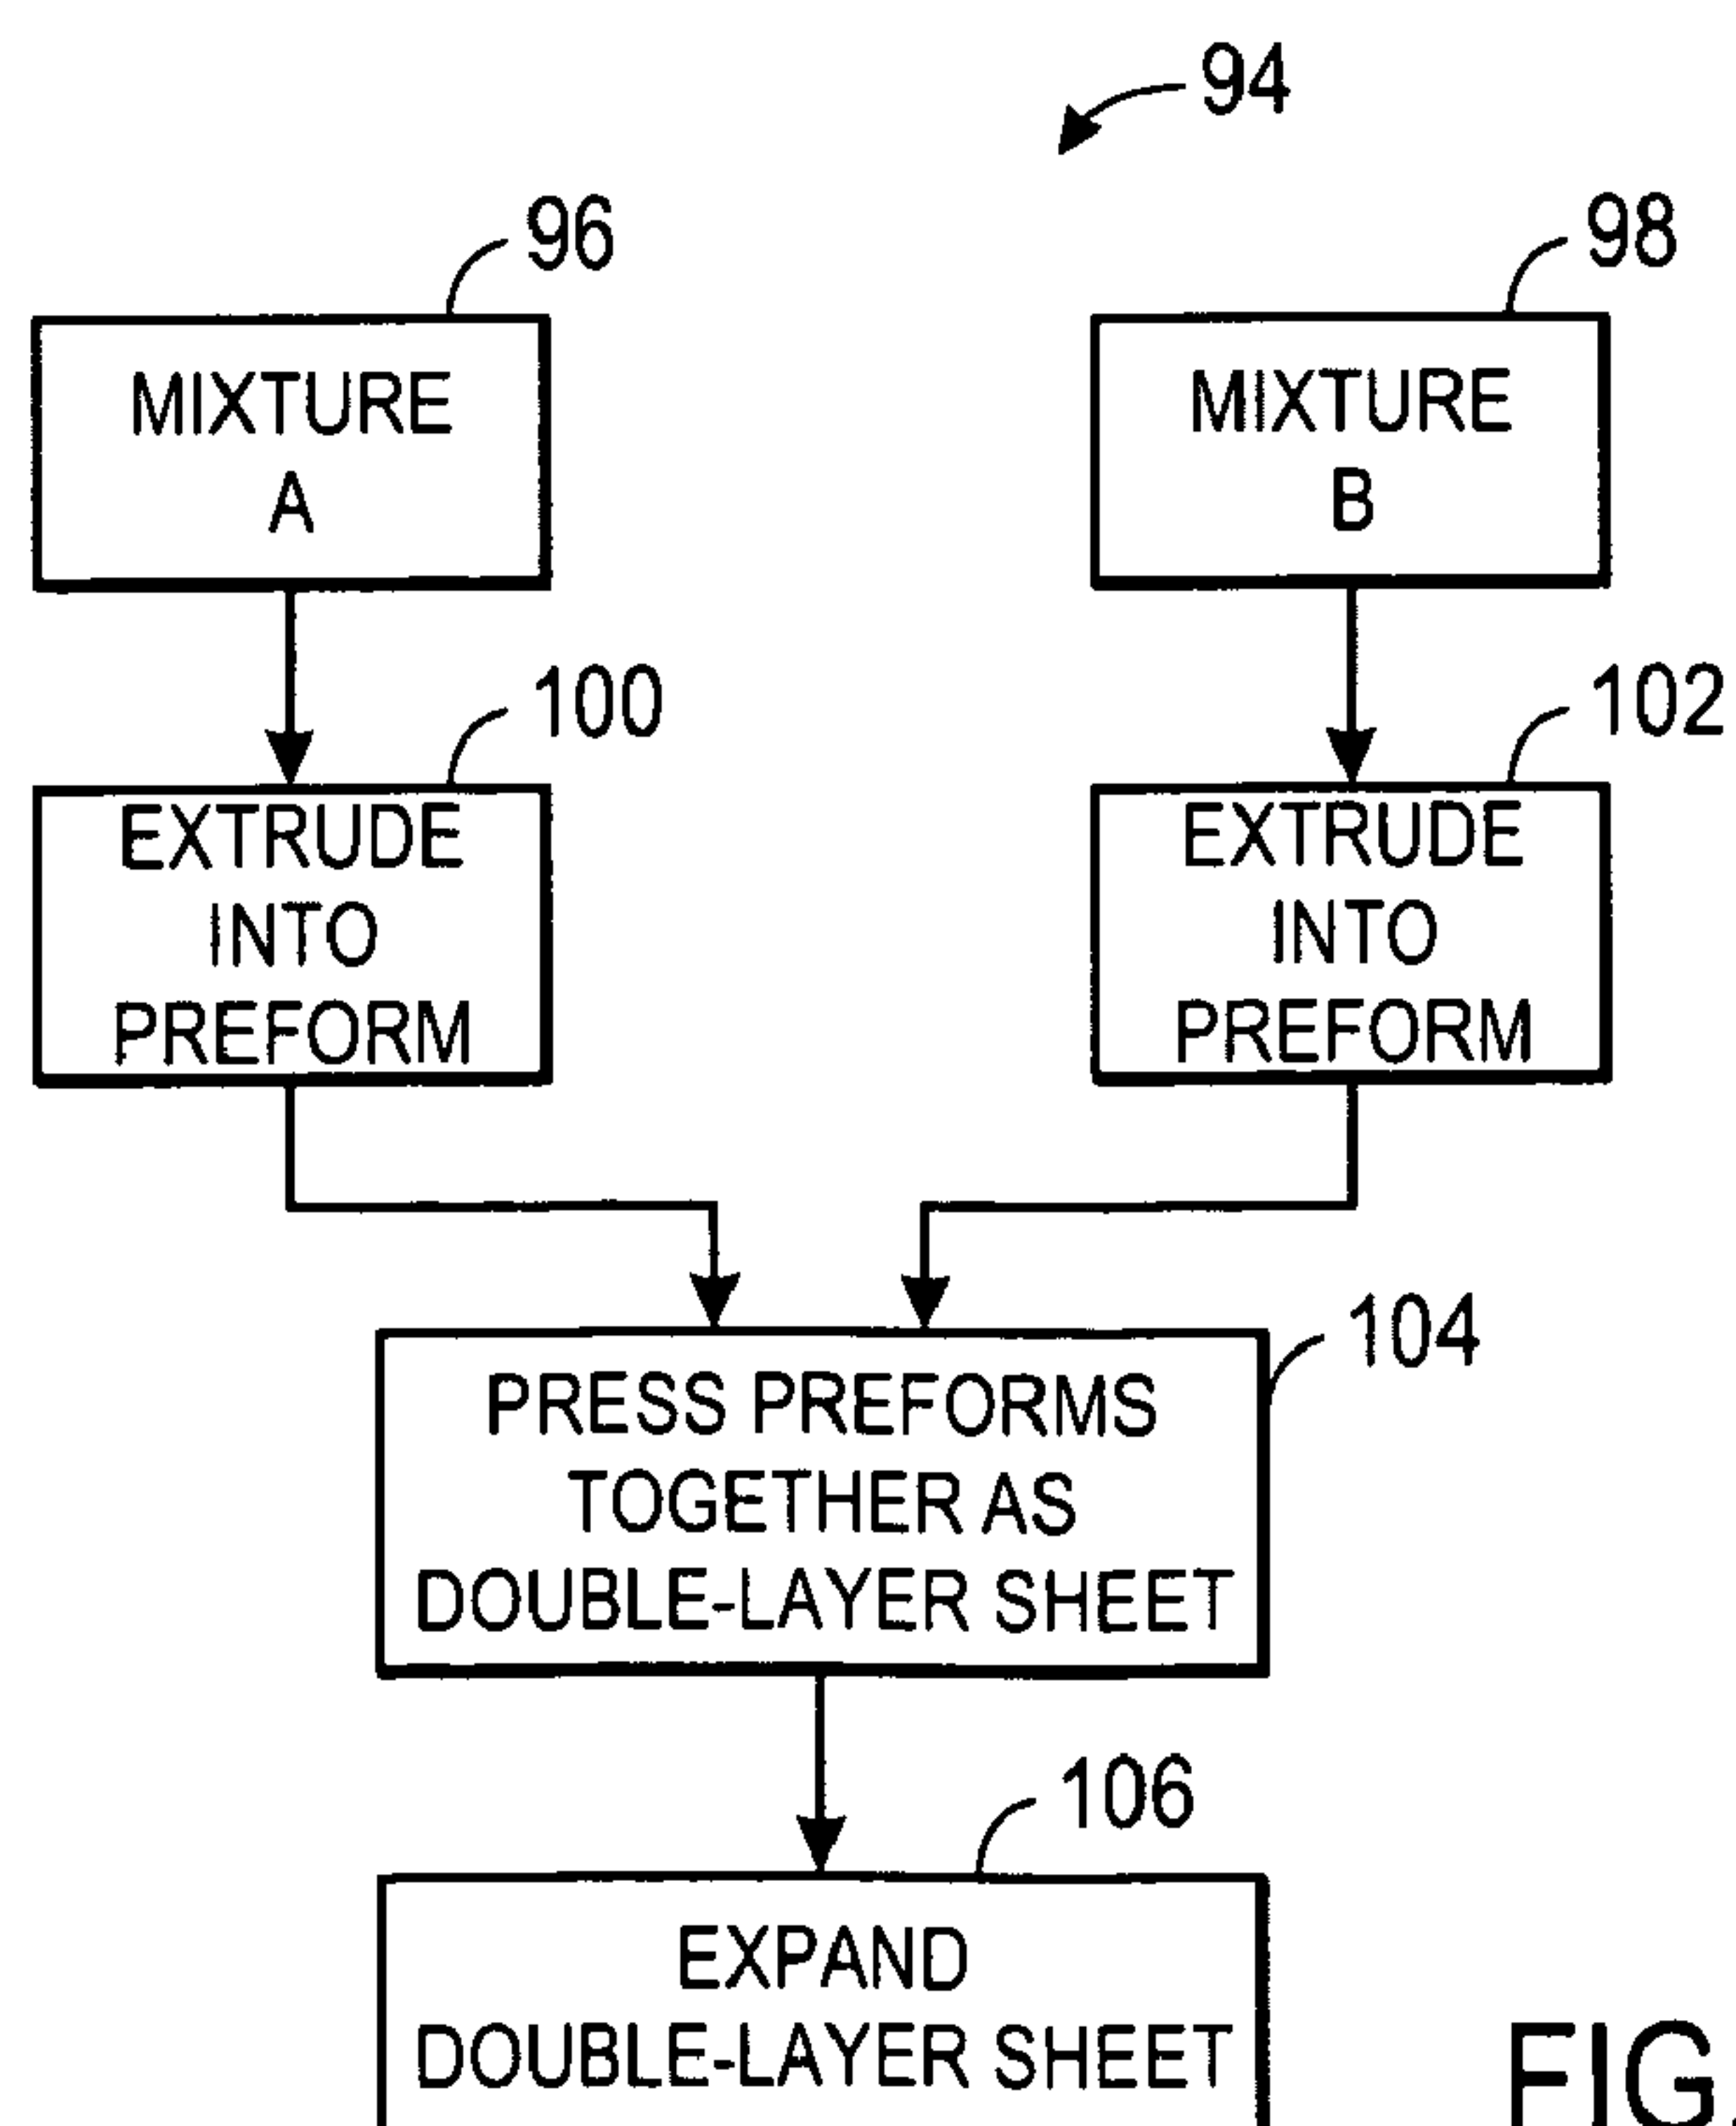 94
96
98
MIXTURE
A
MIXTURE
B
100
102
EXTRUDE
INTO
PREFORM
EXTRUDE
INTO
PREFORM
104
PRESS PREFORMS
TOGETHER AS
DOUBLE-LAYER SHEET
106
EXPAND
DOUBLE-LAYER SHEET
FIG.